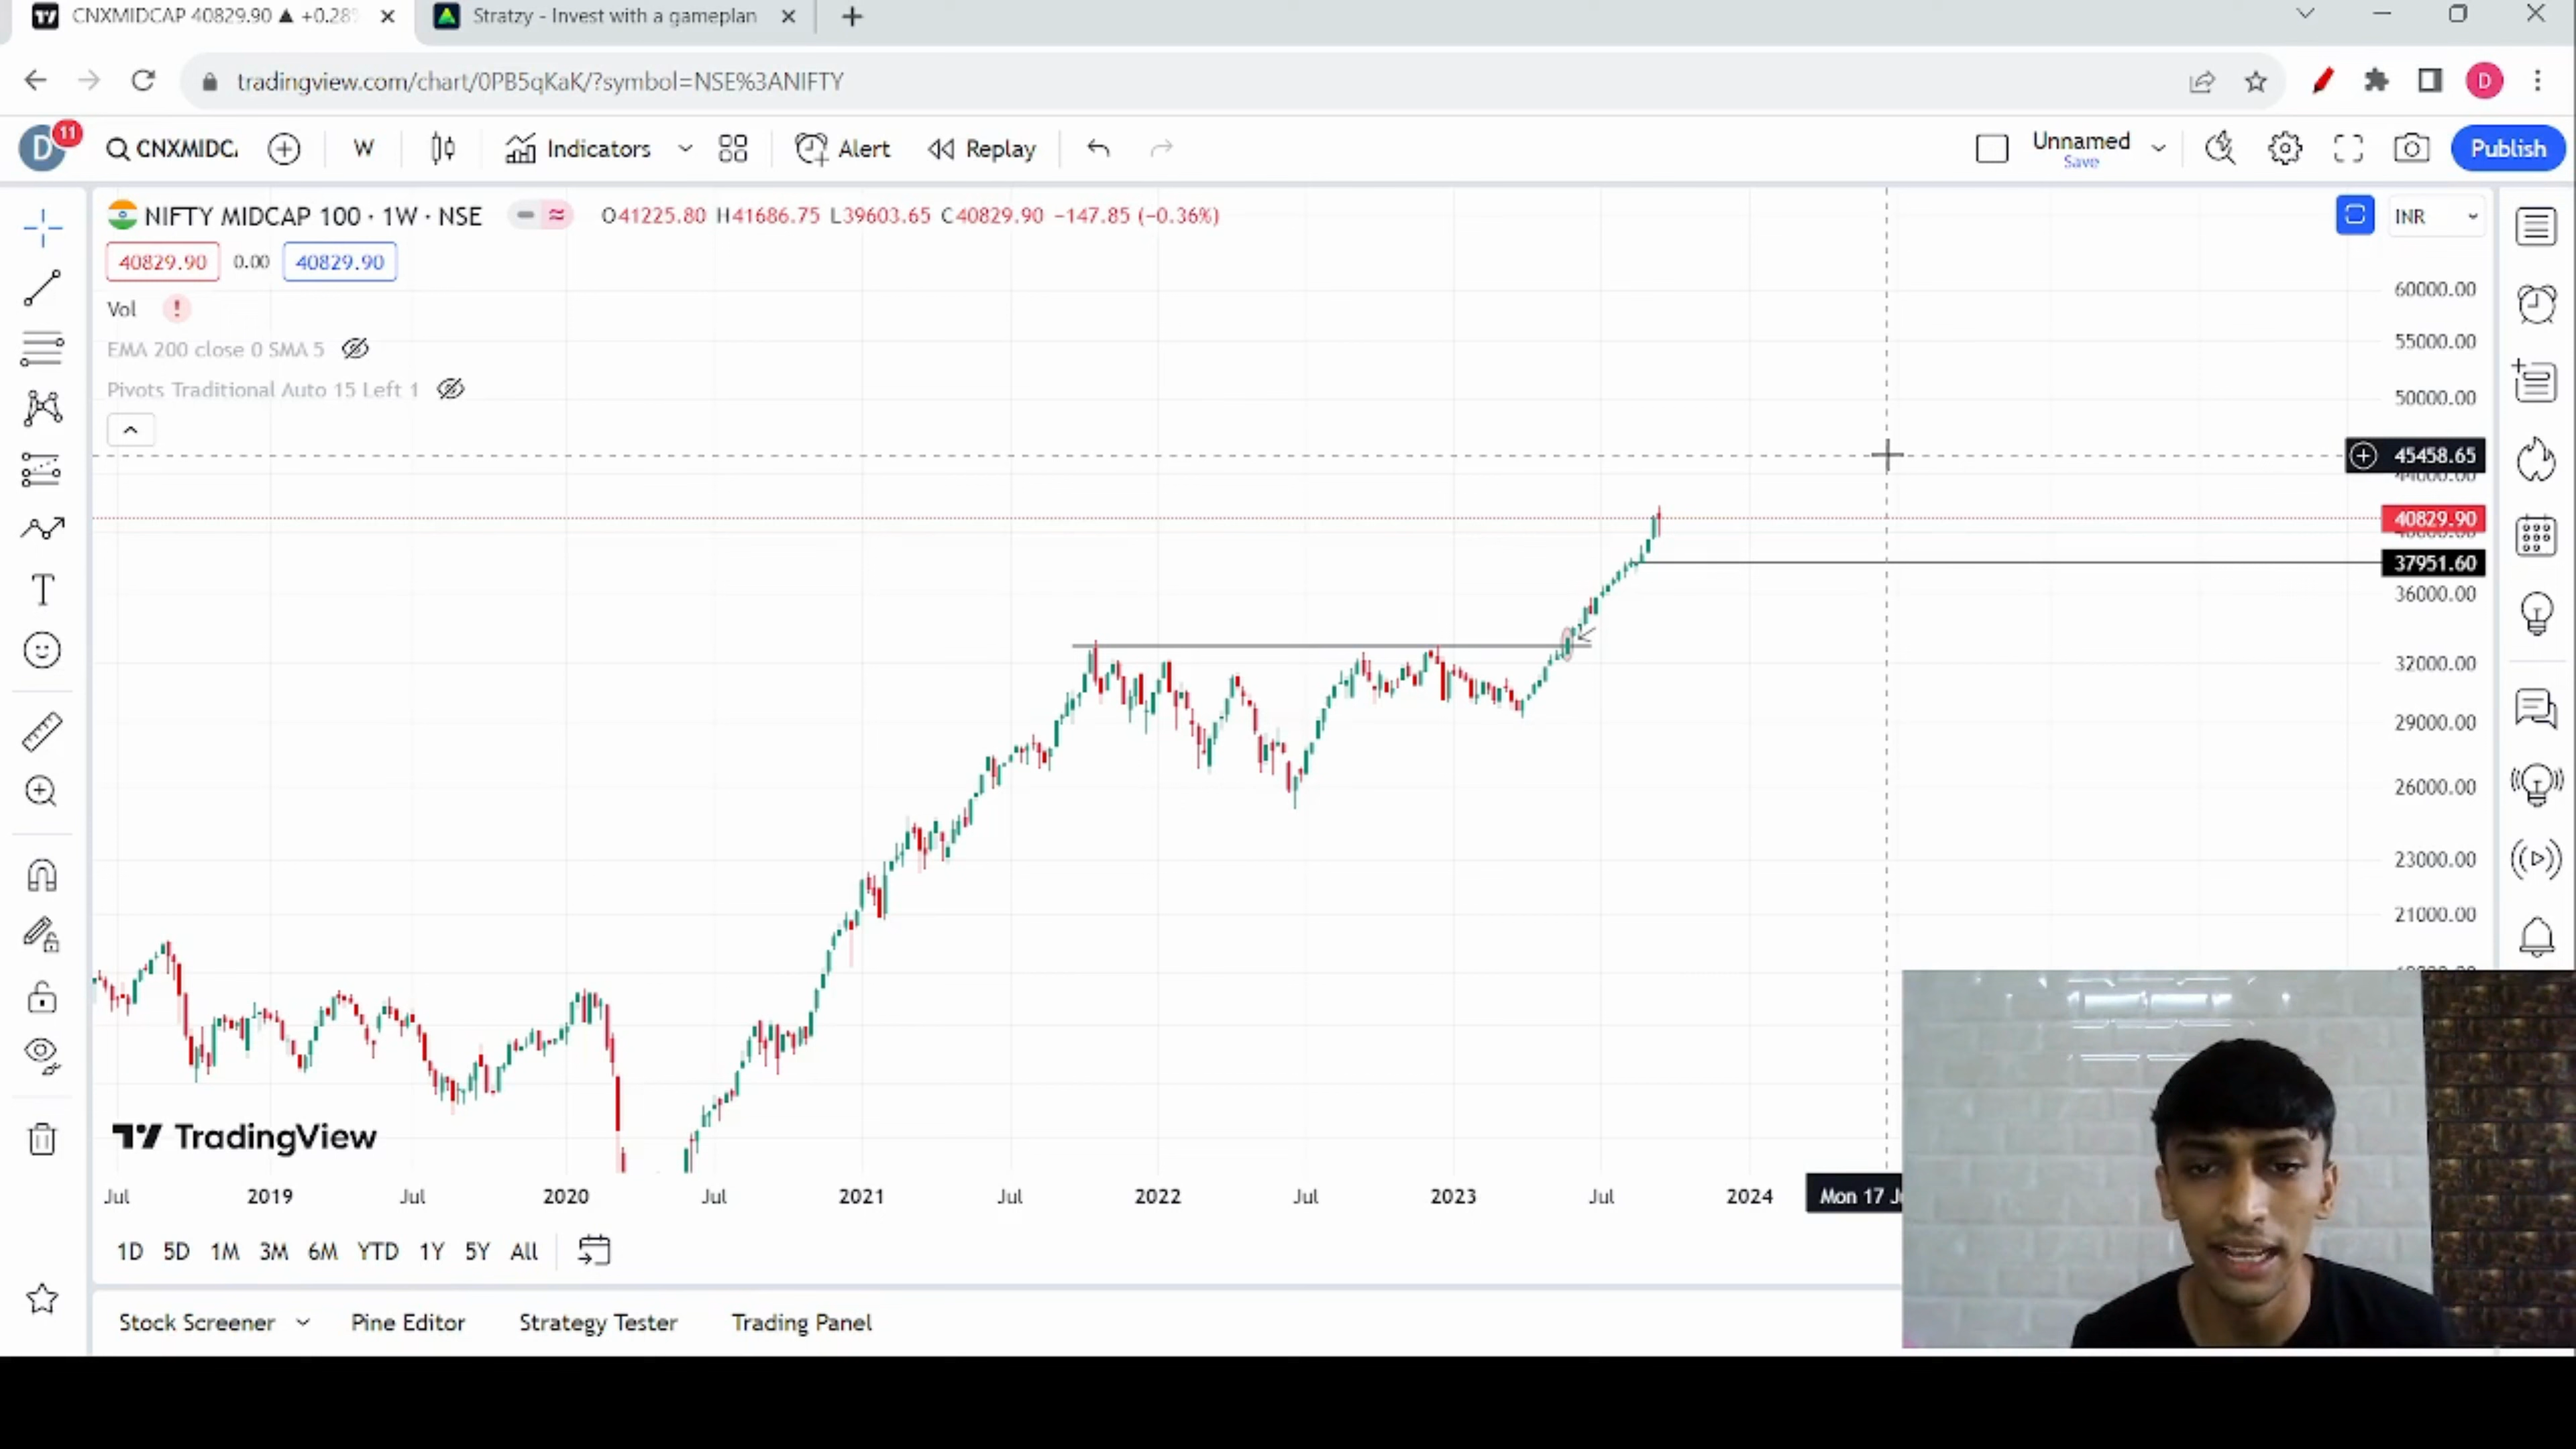 CNXMIDCAP 40829.90 ▲ +0.28%
Stratzy - Invest with a gameplan
tradingview.com/chart/0PB5qKaK/?symbol=NSE%3ANIFTY
D
D 11 CNXMIDC. W Indicators Alert Replay Unnamed Publish
Save
NIFTY MIDCAP 100 · 1W · NSE O41225.80 H41686.75 L39603.65 C40829.90 −147.85 (−0.36%) INR
40829.90 0.00 40829.90
Vol !
EMA 200 close 0 SMA 5
Pivots Traditional Auto 15 Left 1
60000.00
55000.00
50000.00
45458.65
44000.00
40829.90
37951.60
36000.00
32000.00
29000.00
26000.00
23000.00
21000.00
TradingView
Jul 2019 Jul 2020 Jul 2021 Jul 2022 Jul 2023 Jul 2024 Mon 17
1D 5D 1M 3M 6M YTD 1Y 5Y All
Stock Screener Pine Editor Strategy Tester Trading Panel